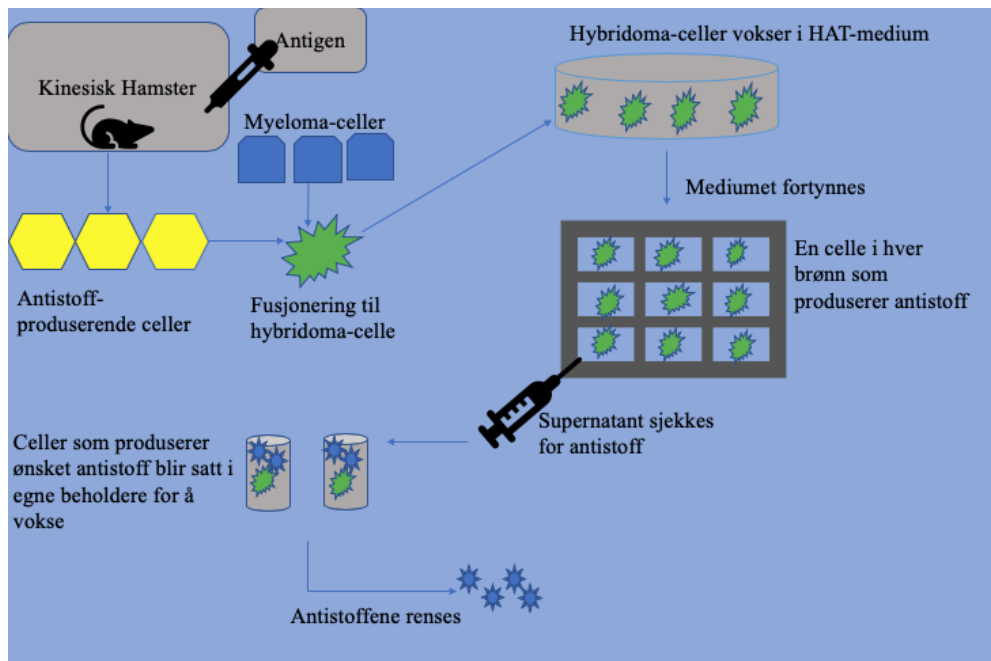 Antigen
Kinesisk Hamster
Myeloma-celler
Hybridoma-celler vokser i HAT-medium
Mediumet fortynnes
En celle i hver
brønn som
produserer antistoff
Antistoff-
produserende celler
Fusjonering til
hybridoma-celle
Supernatant sjekkes
for antistoff
Celler som produserer
ønsket antistoff blir satt i
egne beholdere for å
vokse
Antistoffene renses